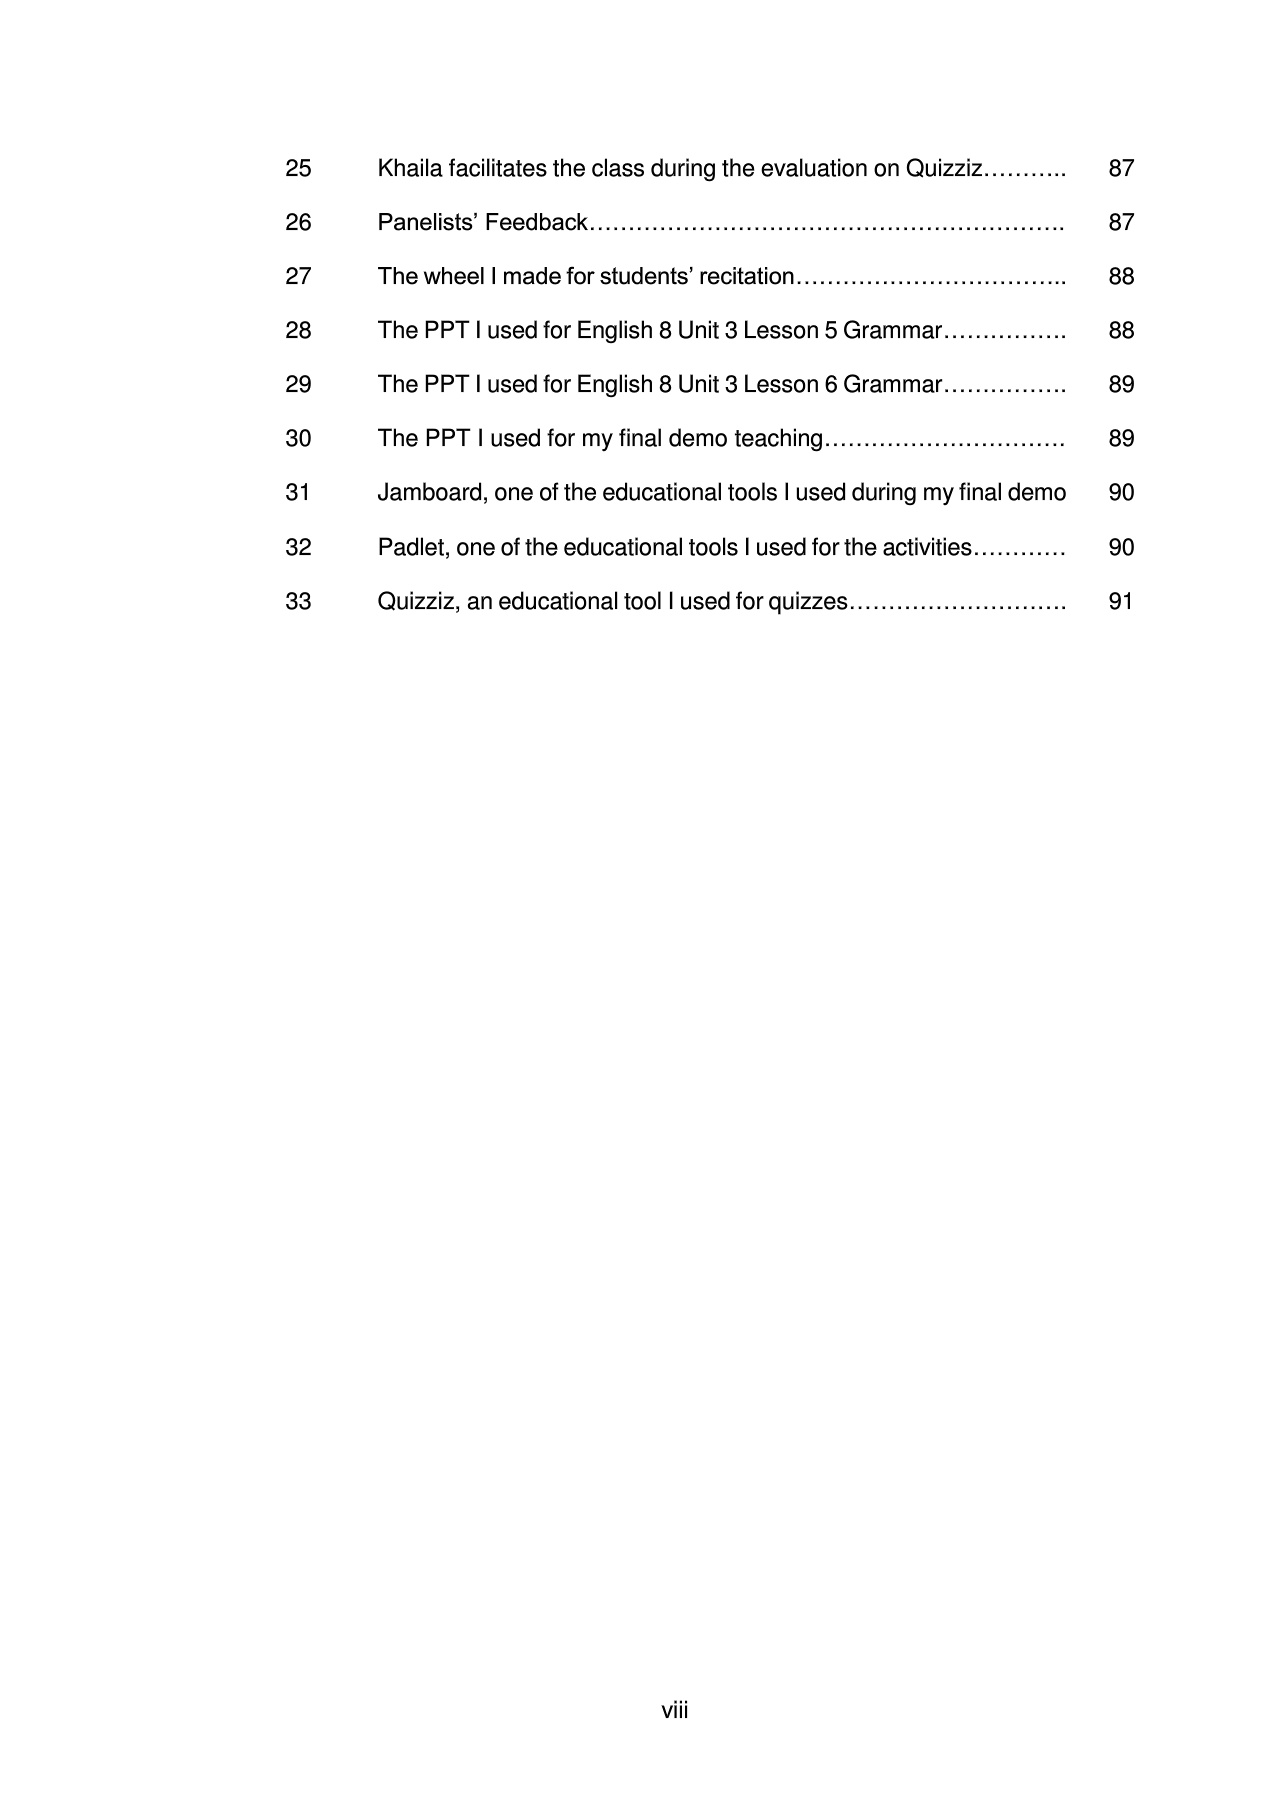 25 Khaila facilitates the class during the evaluation on Quizziz……….. 87
26 Panelists’ Feedback……………………………………………………. 87
27 The wheel I made for students’ recitation…………………………….. 88
28 The PPT I used for English 8 Unit 3 Lesson 5 Grammar……………. 88
29 The PPT I used for English 8 Unit 3 Lesson 6 Grammar……………. 89
30 The PPT I used for my final demo teaching…………………………. 89
31 Jamboard, one of the educational tools I used during my final demo 90
32 Padlet, one of the educational tools I used for the activities………… 90
33 Quizziz, an educational tool I used for quizzes………………………. 91
viii